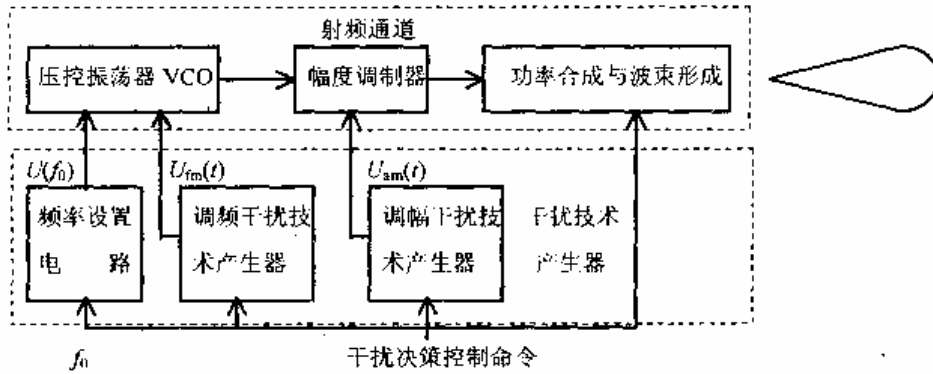 射频通道
压控振荡器 VCO
幅度调制器
功率合成与波束形成
U(f₀)
U_fm(t)
U_am(t)
频率设置
电 路
调频干扰技
术产生器
调幅干扰技
术产生器
干扰技术
产生器
f₀
干扰决策控制命令